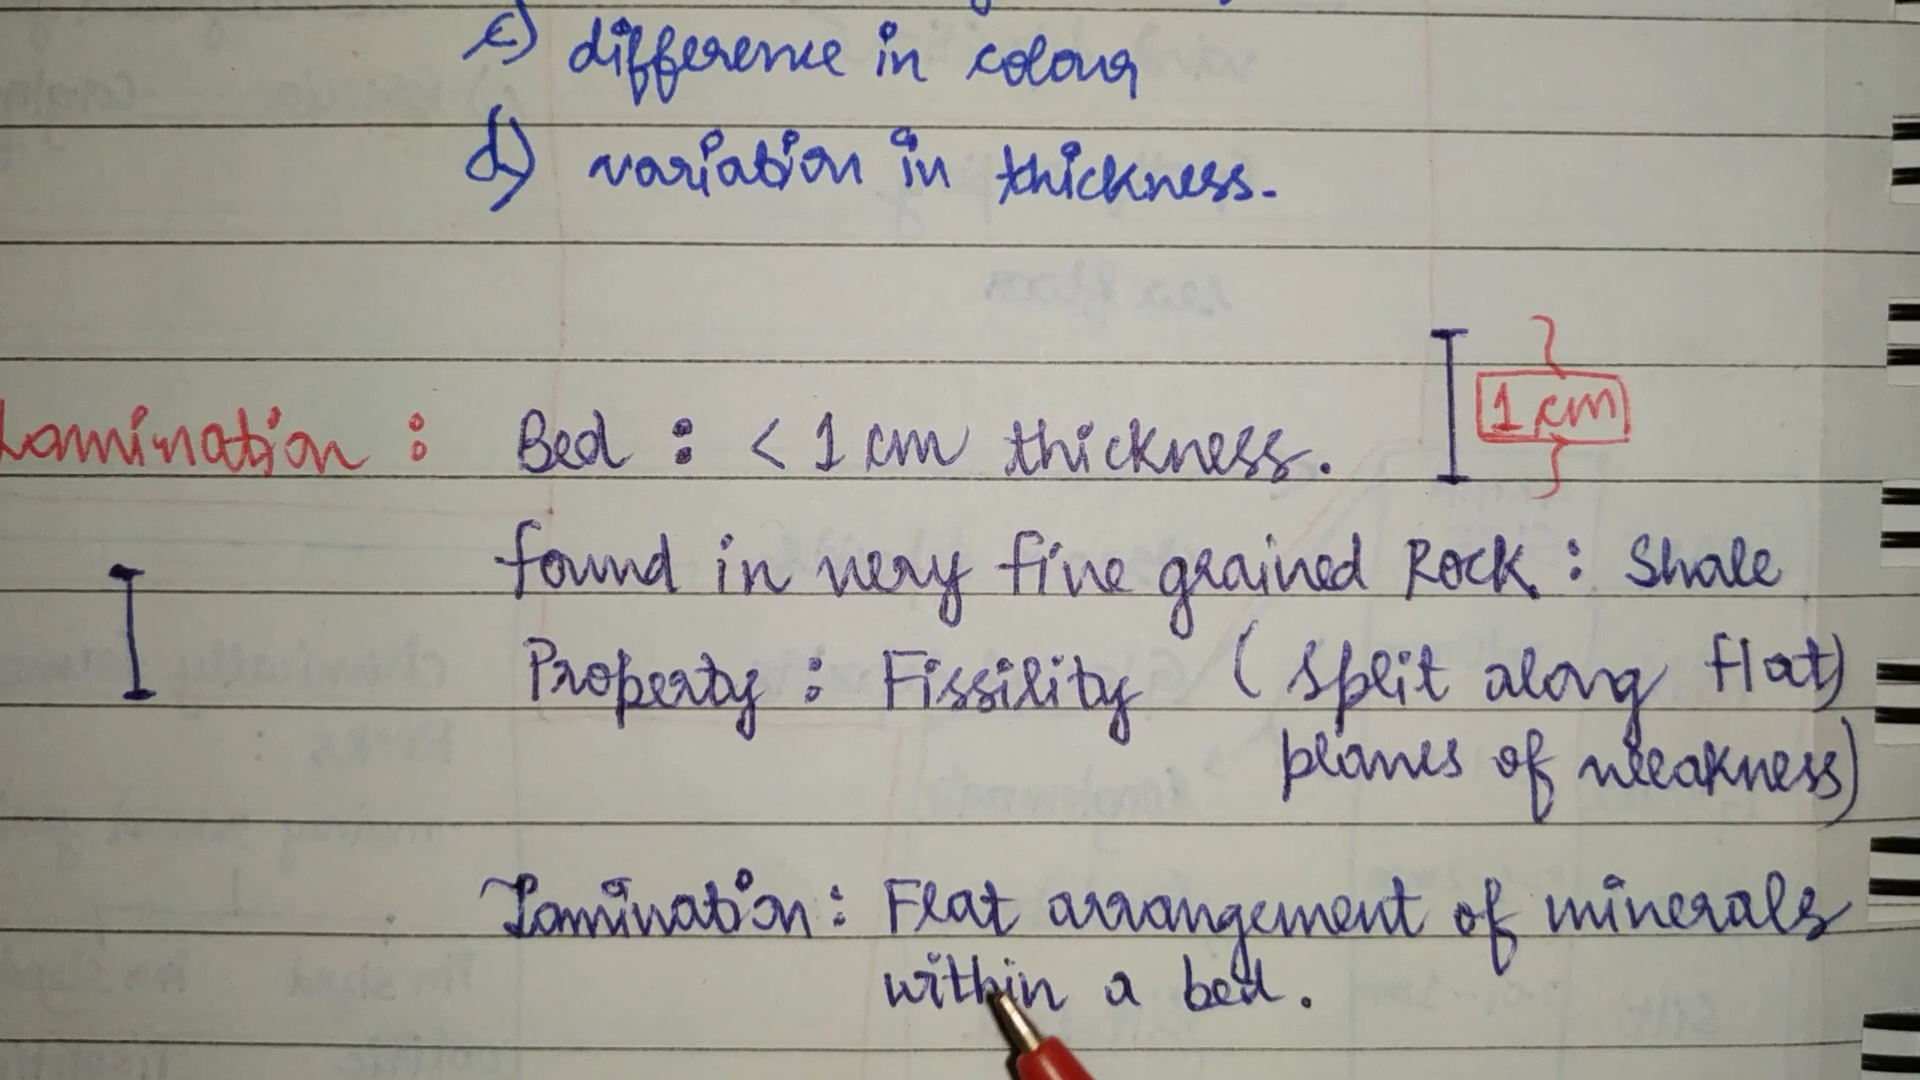 c) difference in colour
d) variation in thickness.
Lamination : Bed : < 1 cm thickness. 1 cm
found in very fine grained Rock : Shale
Property : Fissility (split along flat)
planes of weakness)
Lamination : Flat arrangement of minerals
within a bed.